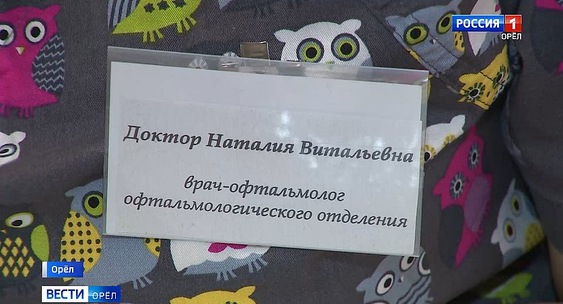 РОССИЯ 1
ОРЁЛ
Доктор Наталия Витальевна
врач-офтальмолог
офтальмологического отделения
Орёл
ВЕСТИ ОРЁЛ